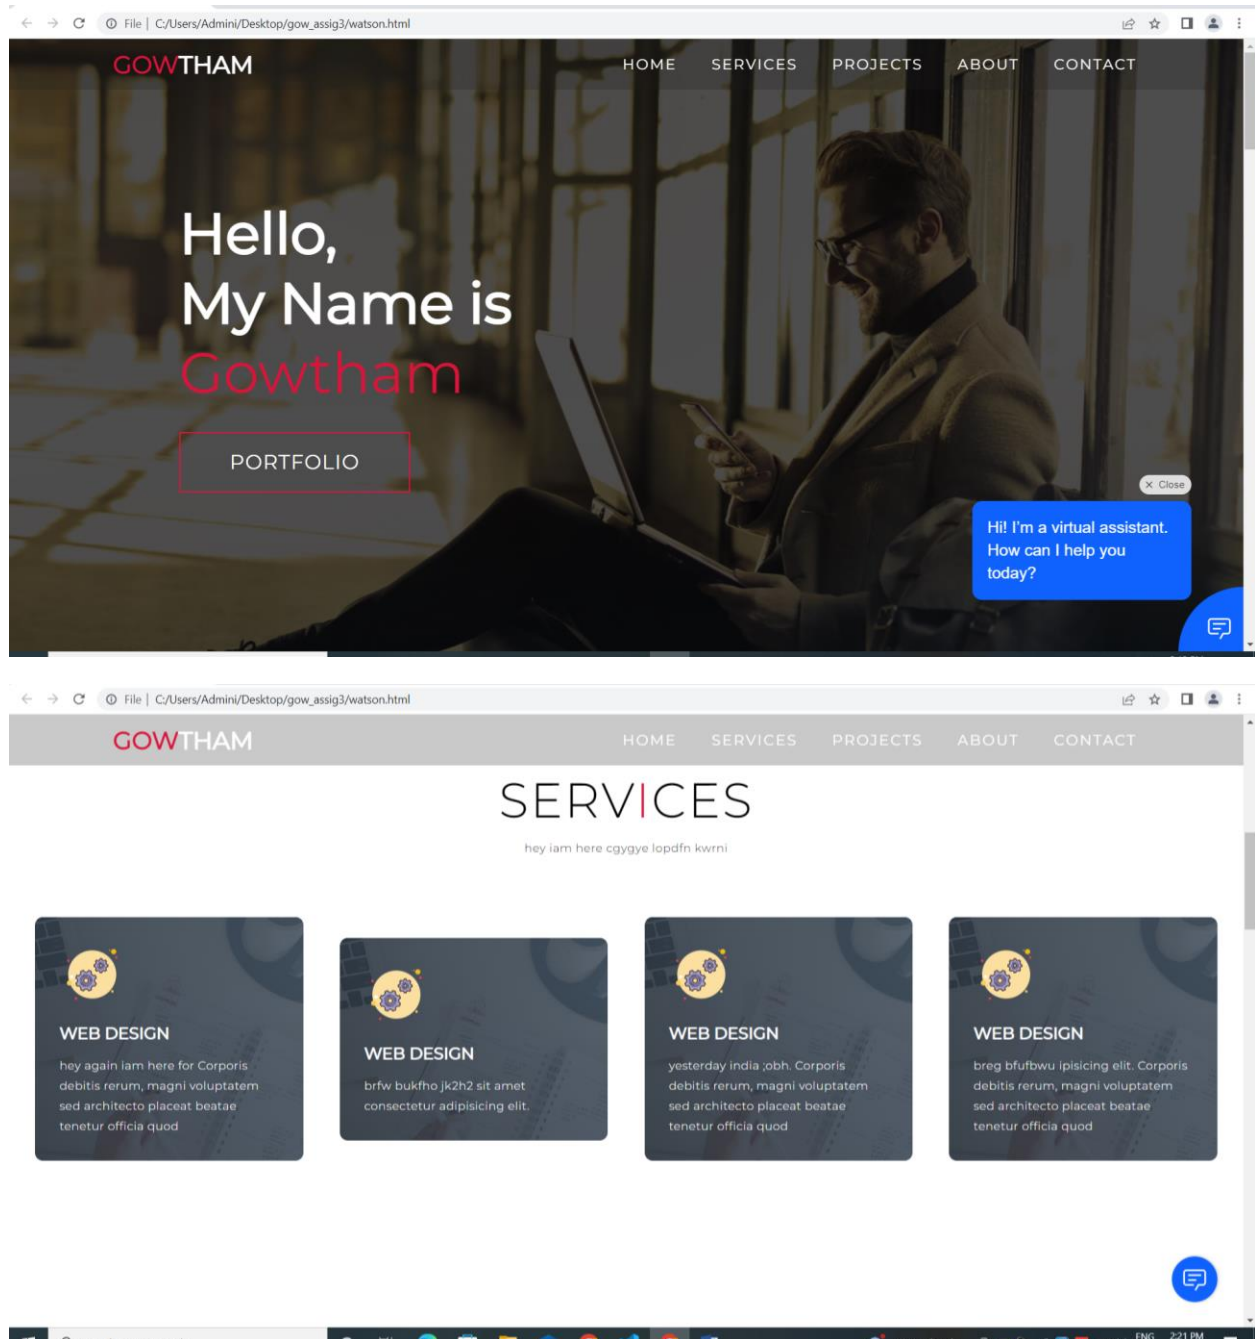 File | C:/Users/Admini/Desktop/gow_assig3/watson.html
GOWTHAM HOME SERVICES PROJECTS ABOUT CONTACT
Hello,
My Name is
Gowtham
PORTFOLIO
× Close
Hi! I'm a virtual assistant.
How can I help you
today?
File | C:/Users/Admini/Desktop/gow_assig3/watson.html
GOWTHAM HOME SERVICES PROJECTS ABOUT CONTACT
SERVICES
hey iam here cgygye lopdfn kwrni
WEB DESIGN
hey again iam here for Corporis
debitis rerum, magni voluptatem
sed architecto placeat beatae
tenetur officia quod
WEB DESIGN
brfw bukfho jk2h2 sit amet
consectetur adipisicing elit.
WEB DESIGN
yesterday india ;obh. Corporis
debitis rerum, magni voluptatem
sed architecto placeat beatae
tenetur officia quod
WEB DESIGN
breg bfufbwu ipisicing elit. Corporis
debitis rerum, magni voluptatem
sed architecto placeat beatae
tenetur officia quod
ENG 2:21 PM